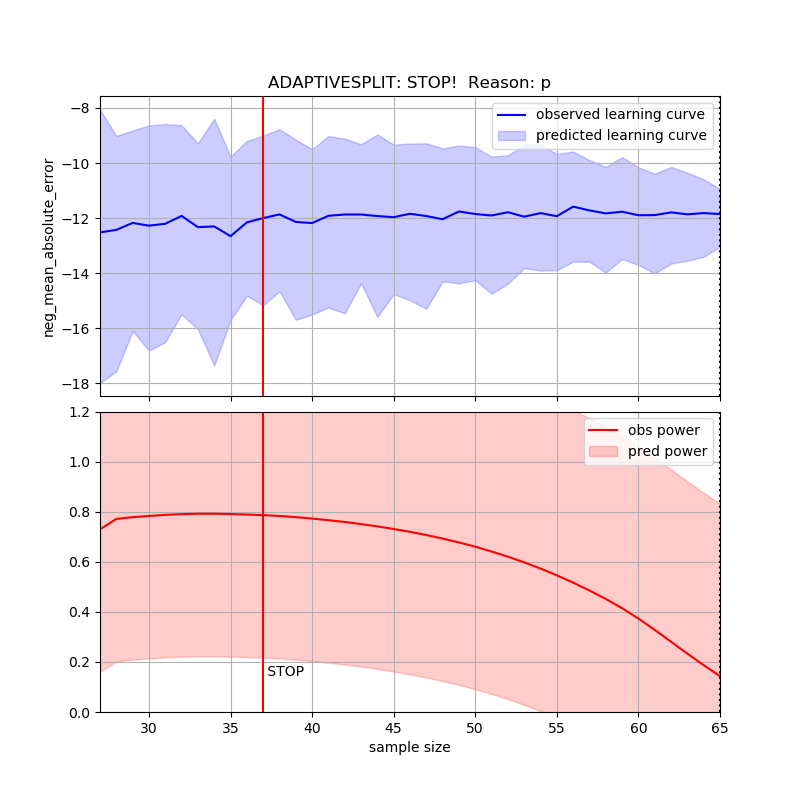 ADAPTIVESPLIT: STOP!  Reason: p
neg_mean_absolute_error
−8
−10
−12
−14
−16
−18
observed learning curve
predicted learning curve
1.2
1.0
0.8
0.6
0.4
0.2
0.0
obs power
pred power
STOP
30 35 40 45 50 55 60 65
sample size